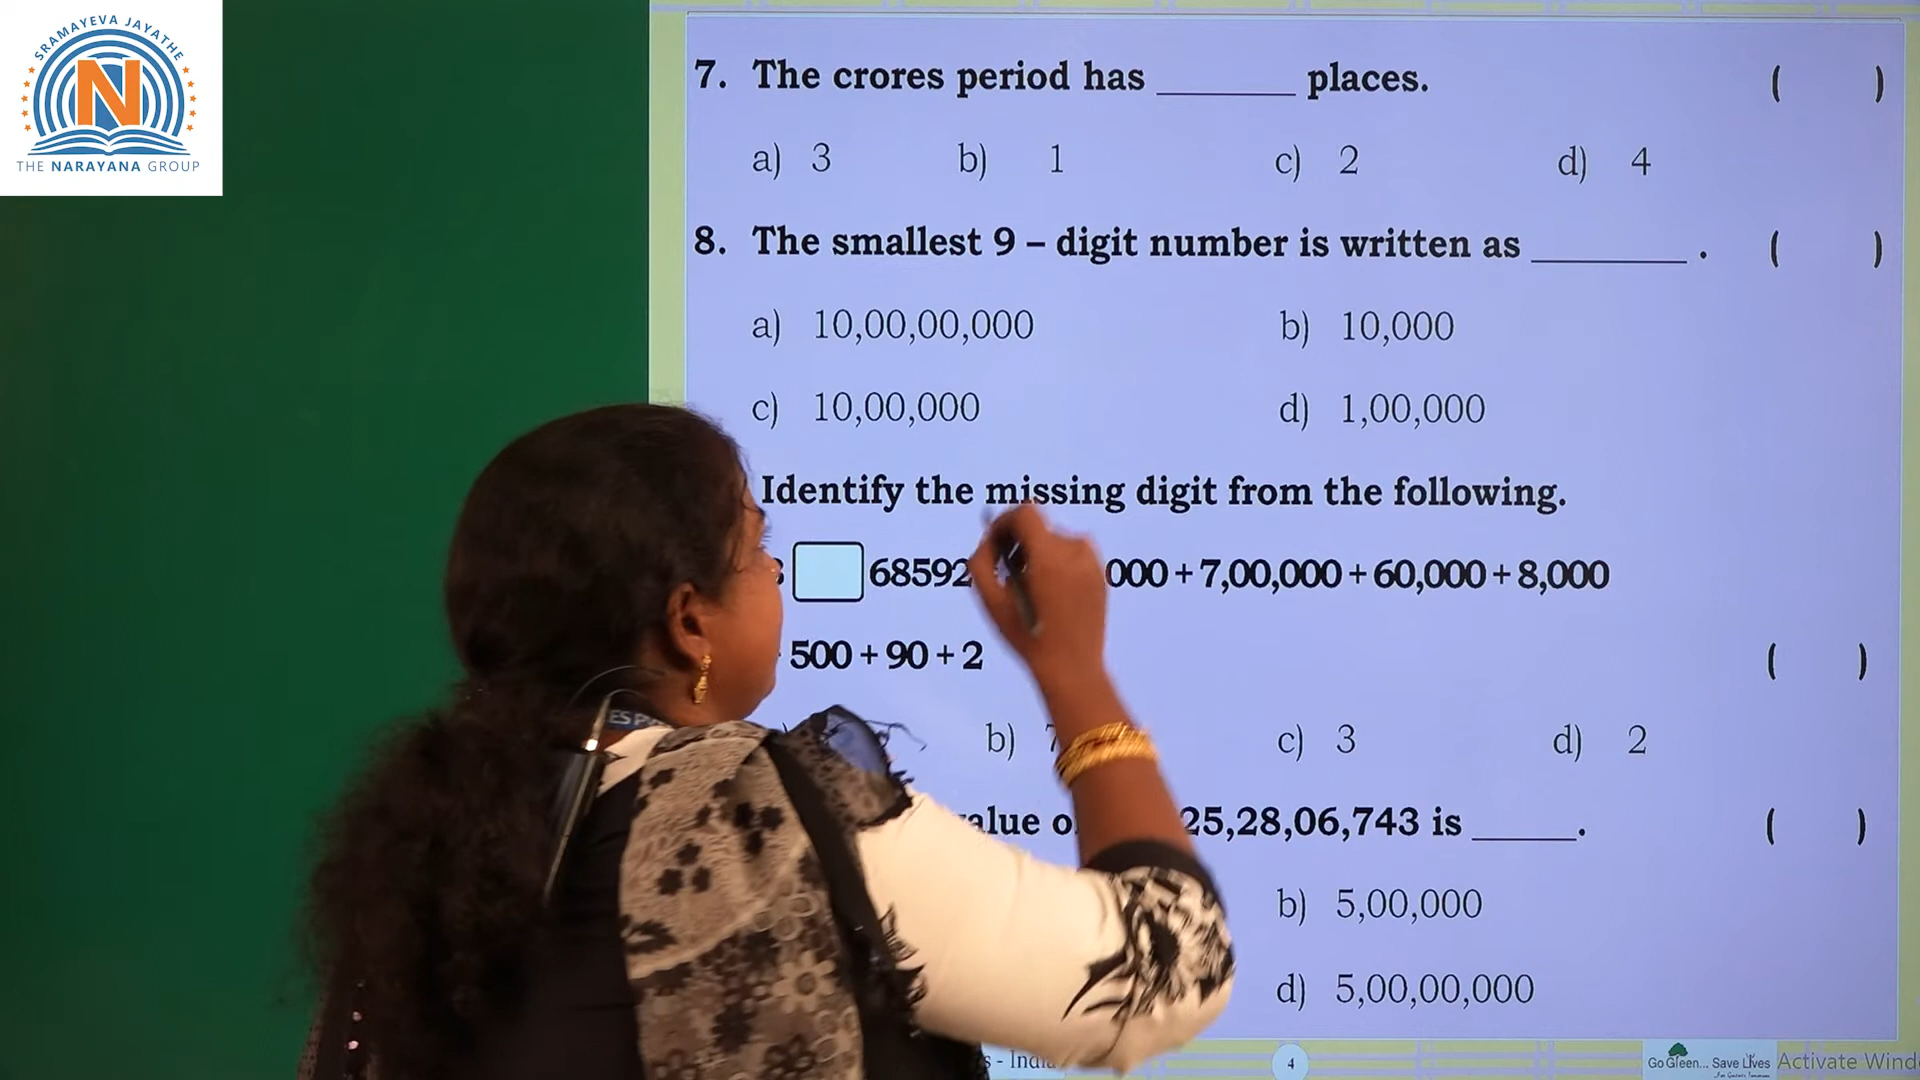 SRAMAYEVA JAYATHE
N
THE NARAYANA GROUP
7. The crores period has ______ places. ( )
a) 3 b) 1 c) 2 d) 4
8. The smallest 9 – digit number is written as ______ . ( )
a) 10,00,00,000 b) 10,000
c) 10,00,000 d) 1,00,000
Identify the missing digit from the following.
68592 000 + 7,00,000 + 60,000 + 8,000
500 + 90 + 2 ( )
b) c) 3 d) 2
25,28,06,743 is ______. ( )
b) 5,00,000
d) 5,00,00,000
4
Go Green... Save Lives
Activate Wind